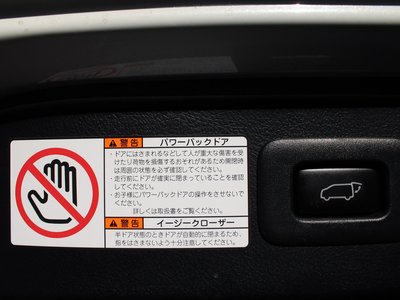 警告 パワーバックドア
・ドアにはさまれるなどして人が重大な傷害を受
けたり荷物を損傷するおそれがあるため開閉時
は周囲の状態を必ず確認してください。
・走行前にドアが確実に閉まっていることを確認
してください。
・お子様にパワーバックドアの操作をさせないで
ください。
詳しくは取扱書をご覧ください。
警告 イージークローザー
半ドア状態のときドアが自動的に閉まるため、
指をはさまないよう十分注意してください。